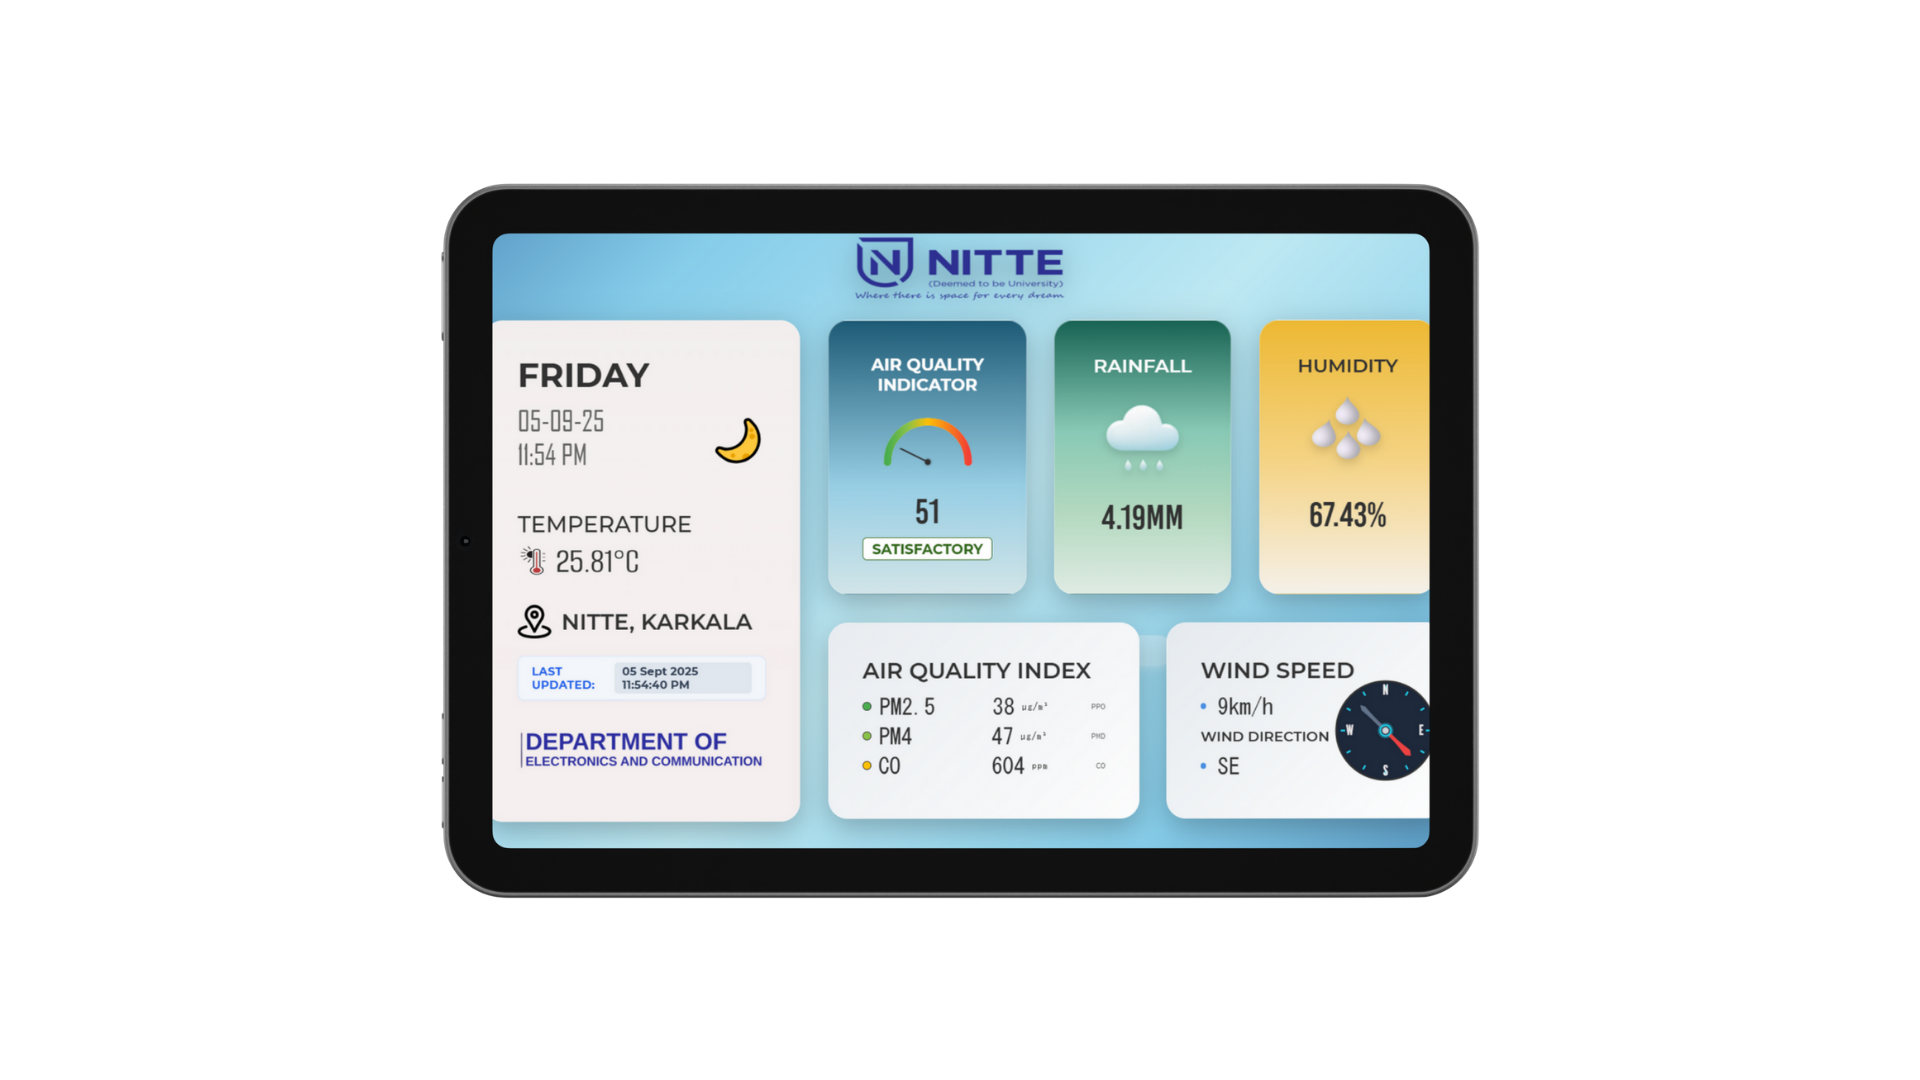 NITTE
(Deemed to be University)
Where there is space for every dream
FRIDAY
05-09-25
11:54 PM
TEMPERATURE
25.81°C
NITTE, KARKALA
LAST
UPDATED:
05 Sept 2025
11:54:40 PM
DEPARTMENT OF
ELECTRONICS AND COMMUNICATION
AIR QUALITY
INDICATOR
51
SATISFACTORY
RAINFALL
4.19MM
HUMIDITY
67.43%
AIR QUALITY INDEX
PM2.5 38 µg/m³ PPO
PM4 47 µg/m³ PMD
CO 604 ppm CO
WIND SPEED
9km/h
WIND DIRECTION
SE
N
W E
S